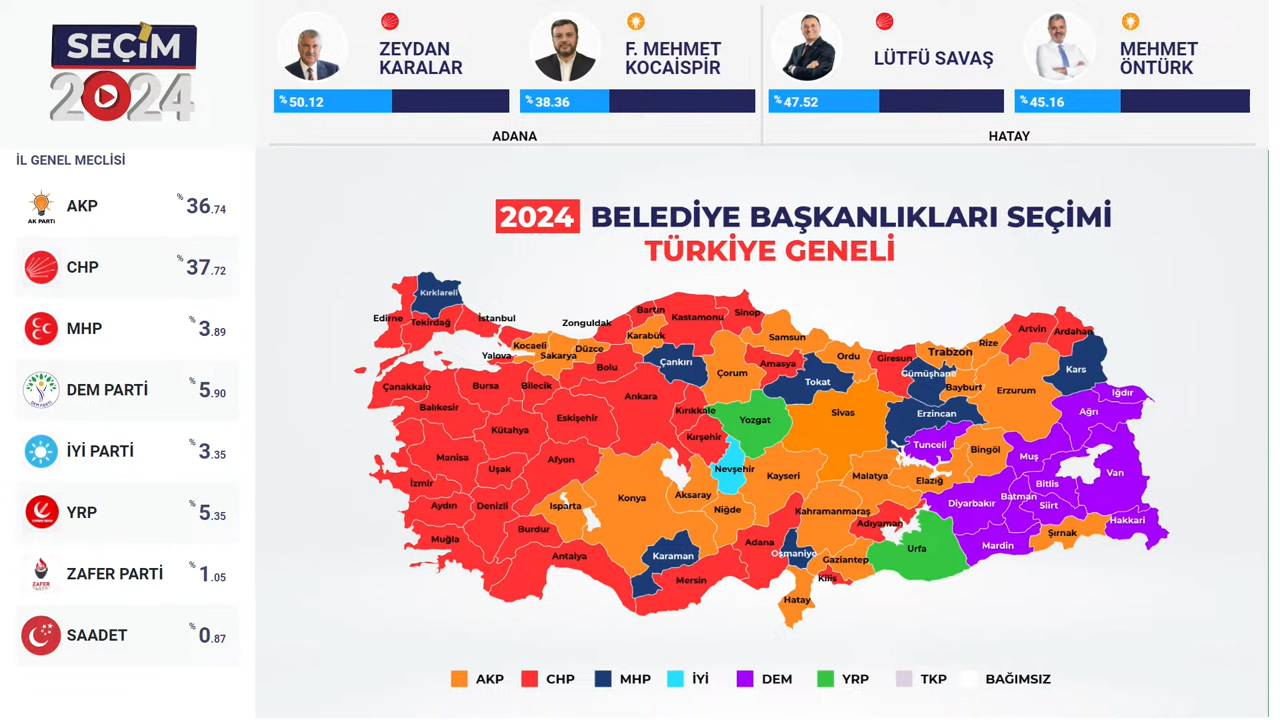 SEÇİM
2024
ZEYDAN
KARALAR
%50.12
F. MEHMET
KOCAİSPİR
%38.36
ADANA
LÜTFÜ SAVAŞ
%47.52
MEHMET
ÖNTÜRK
%45.16
HATAY
İL GENEL MECLİSİ
AK PARTİ
AKP
%36.74
CHP
%37.72
MHP
%3.89
DEM PARTİ
DEM PARTİ
%5.90
İYİ PARTİ
%3.35
YRP
%5.35
ZAFER
ZAFER PARTİ
%1.05
SAADET
%0.87
2024 BELEDİYE BAŞKANLIKLARI SEÇİMİ
TÜRKİYE GENELİ
Kırklareli
Edirne
Tekirdağ
İstanbul
Yalova
Kocaeli
Sakarya
Düzce
Zonguldak
Bartın
Karabük
Kastamonu
Sinop
Samsun
Ordu
Giresun
Trabzon
Rize
Artvin
Ardahan
Çanakkale
Bursa
Bilecik
Bolu
Çankırı
Çorum
Amasya
Tokat
Gümüşhane
Bayburt
Erzurum
Kars
Iğdır
Balıkesir
Kütahya
Eskişehir
Ankara
Kırıkkale
Yozgat
Sivas
Erzincan
Ağrı
Manisa
Uşak
Afyon
Kırşehir
Nevşehir
Kayseri
Malatya
Tunceli
Elazığ
Bingöl
Muş
Bitlis
Van
İzmir
Aydın
Denizli
Isparta
Konya
Aksaray
Niğde
Kahramanmaraş
Adıyaman
Diyarbakır
Batman
Siirt
Hakkari
Muğla
Burdur
Antalya
Karaman
Mersin
Adana
Osmaniye
Gaziantep
Kilis
Urfa
Mardin
Şırnak
Hatay
AKP
CHP
MHP
İYİ
DEM
YRP
TKP
BAĞIMSIZ